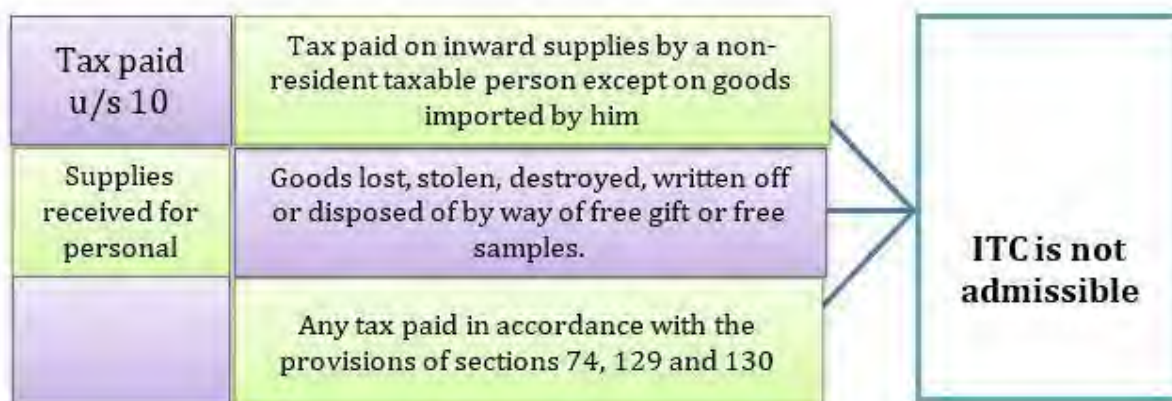 Tax paid
u/s 10
Tax paid on inward supplies by a non-
resident taxable person except on goods
imported by him
Supplies
received for
personal
Goods lost, stolen, destroyed, written off
or disposed of by way of free gift or free
samples.
Any tax paid in accordance with the
provisions of sections 74, 129 and 130
ITC is not
admissible